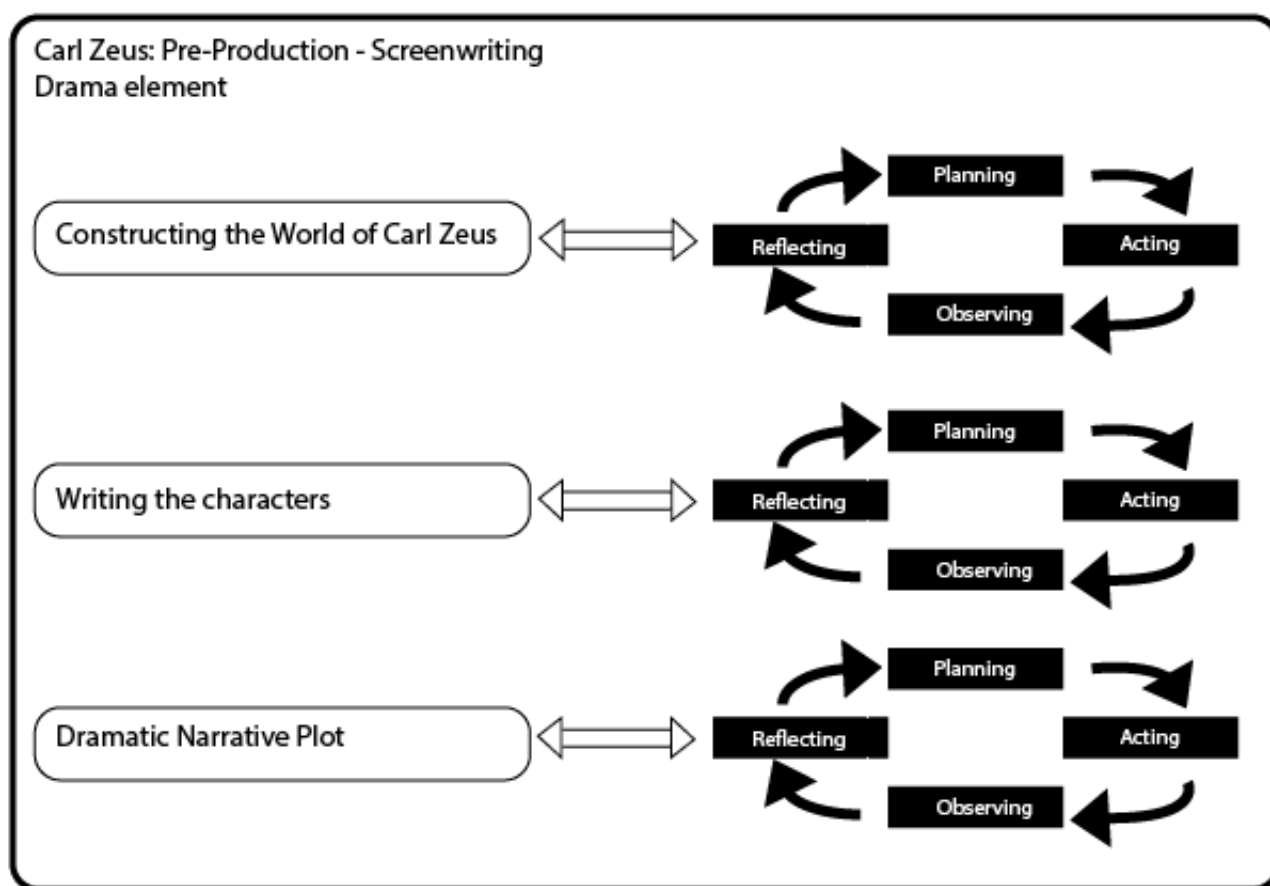 Carl Zeus: Pre-Production - Screenwriting
Drama element
Planning
Constructing the World of Carl Zeus
Reflecting
Acting
Observing
Planning
Writing the characters
Reflecting
Acting
Observing
Planning
Dramatic Narrative Plot
Reflecting
Acting
Observing